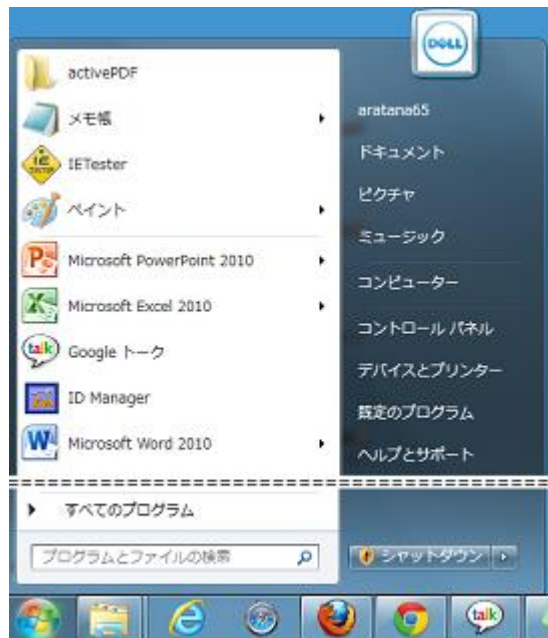 DELL
activePDF
メモ帳
IETester
ペイント
Microsoft PowerPoint 2010
Microsoft Excel 2010
Google トーク
ID Manager
Microsoft Word 2010
すべてのプログラム
プログラムとファイルの検索
aratana65
ドキュメント
ピクチャ
ミュージック
コンピューター
コントロール パネル
デバイスとプリンター
既定のプログラム
ヘルプとサポート
シャットダウン
talk
talk